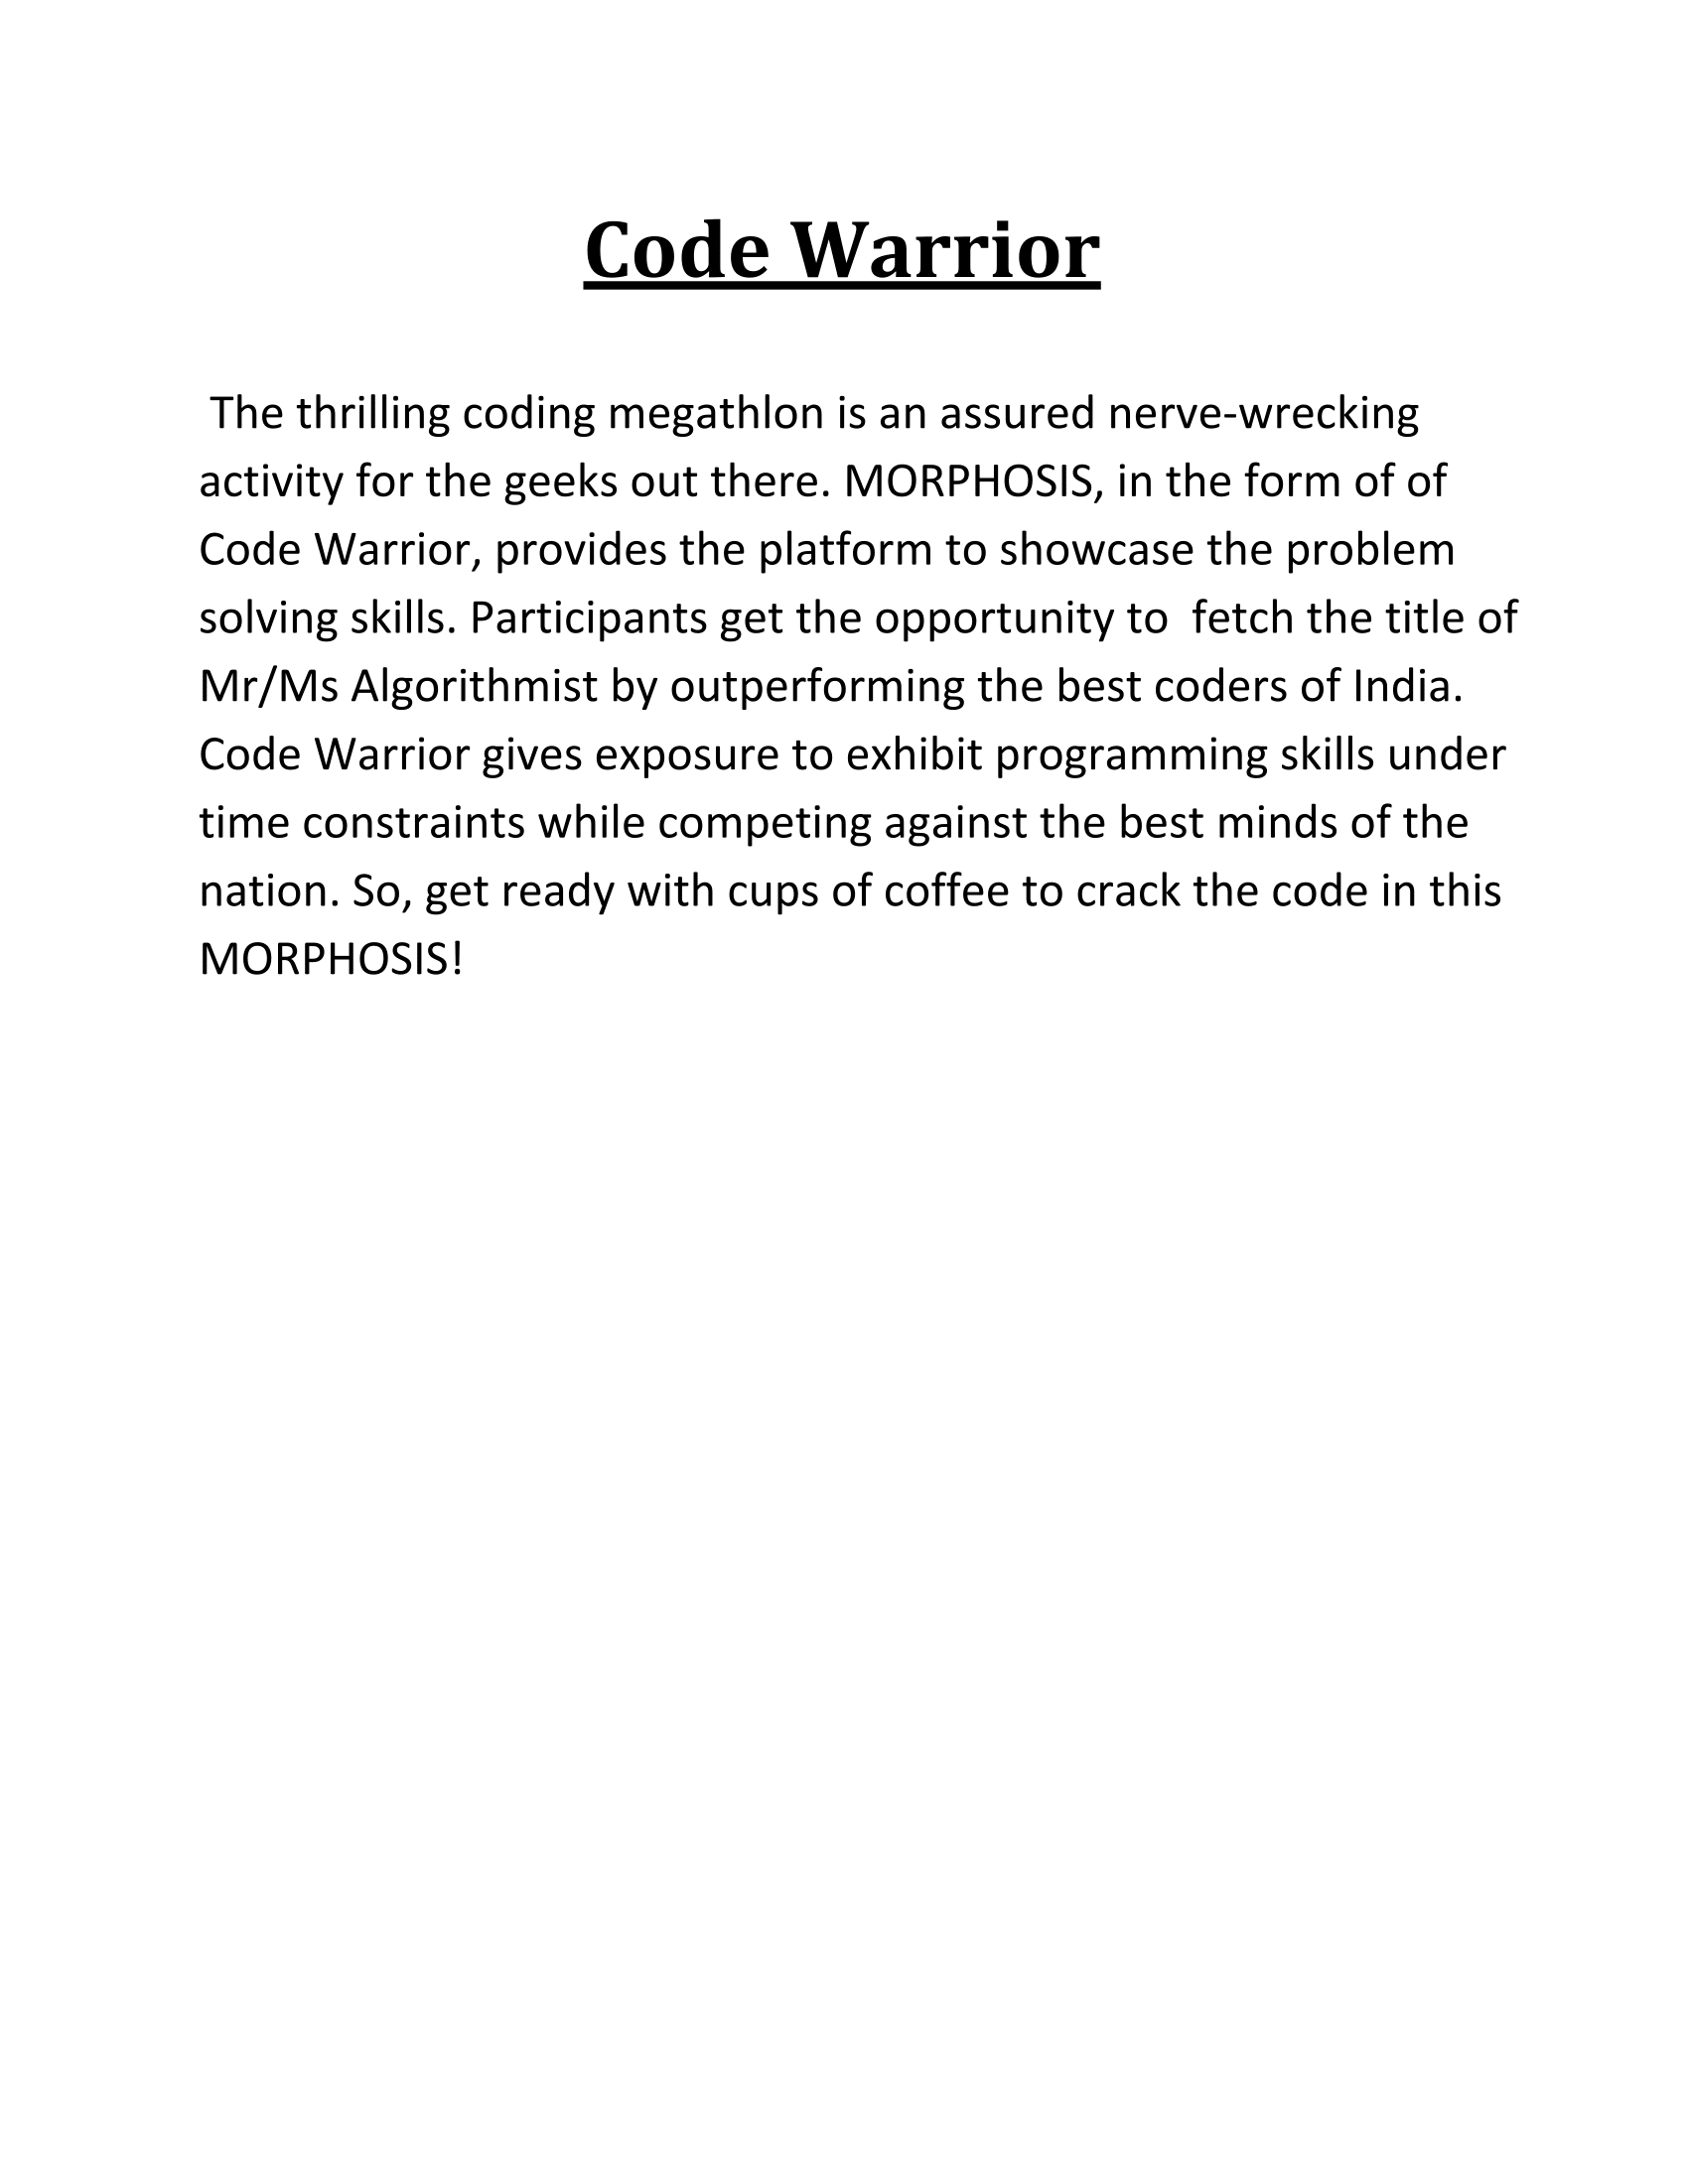 Code Warrior
The thrilling coding megathlon is an assured nerve-wrecking
activity for the geeks out there. MORPHOSIS, in the form of of
Code Warrior, provides the platform to showcase the problem
solving skills. Participants get the opportunity to  fetch the title of
Mr/Ms Algorithmist by outperforming the best coders of India.
Code Warrior gives exposure to exhibit programming skills under
time constraints while competing against the best minds of the
nation. So, get ready with cups of coffee to crack the code in this
MORPHOSIS!